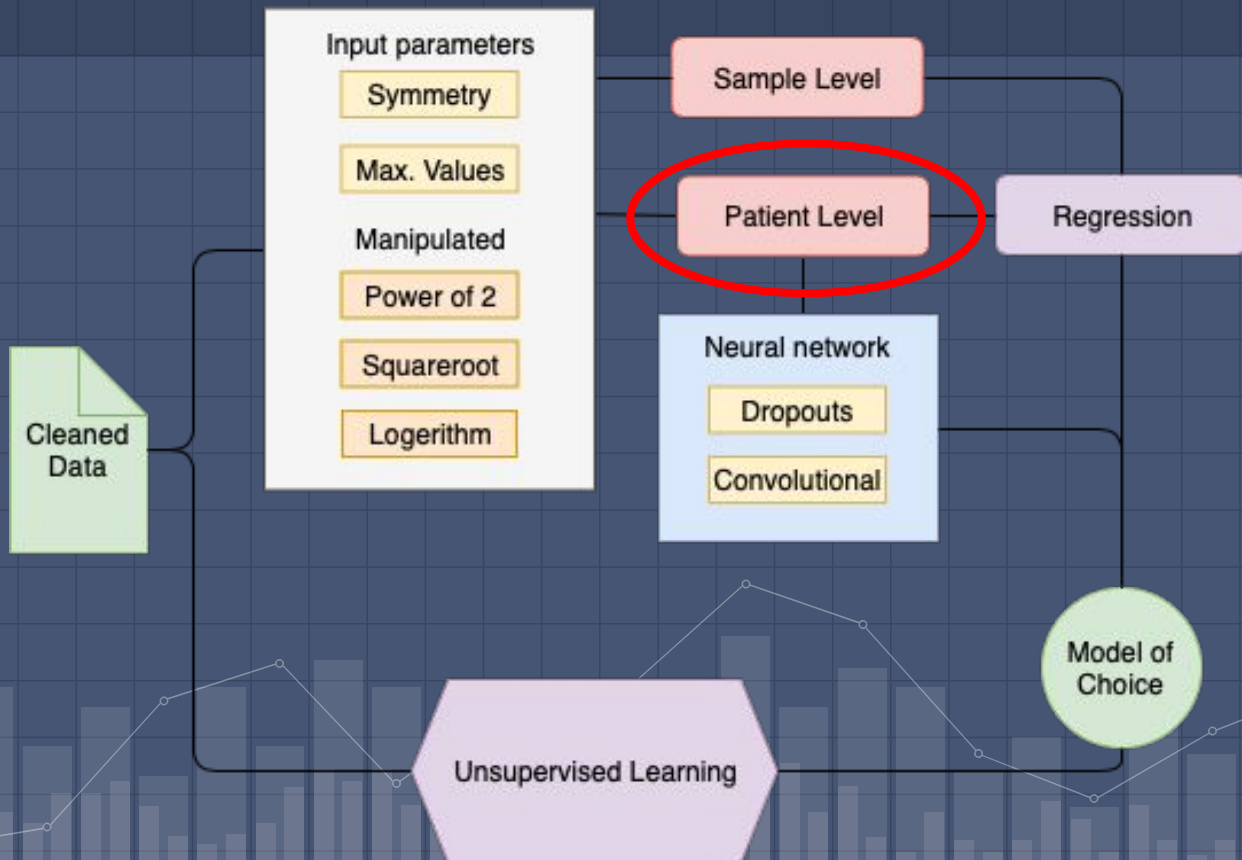 Input parameters
Symmetry
Max. Values
Manipulated
Power of 2
Squareroot
Logerithm
Sample Level
Patient Level
Regression
Neural network
Dropouts
Convolutional
Cleaned
Data
Model of
Choice
Unsupervised Learning